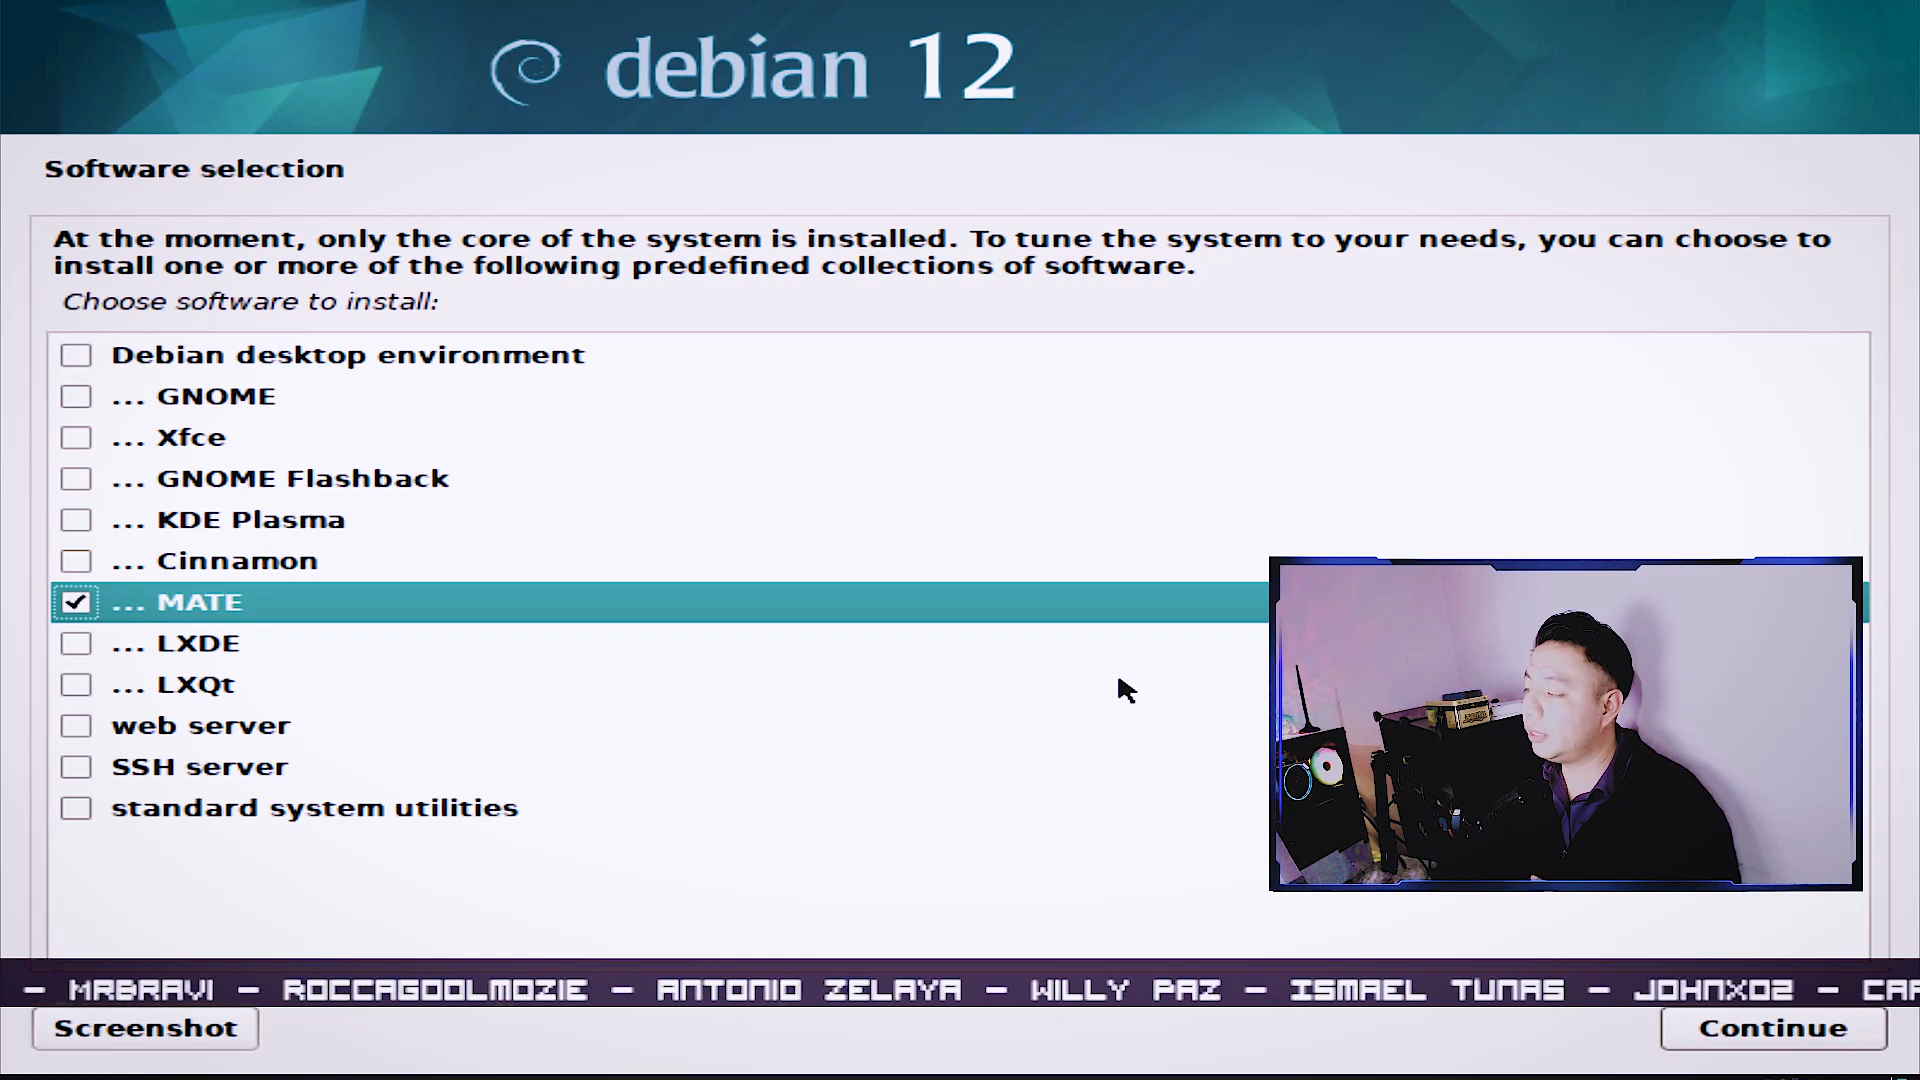 debian 12
Software selection
At the moment, only the core of the system is installed. To tune the system to your needs, you can choose to
install one or more of the following predefined collections of software.
Choose software to install:
Debian desktop environment
... GNOME
... Xfce
... GNOME Flashback
... KDE Plasma
... Cinnamon
... MATE
... LXDE
... LXQt
web server
SSH server
standard system utilities
– MRBRAVI – ROCCAGOOLMOZIE – ANTONIO ZELAYA – WILLY PAZ – ISMAEL TUNAS – JOHNX02 –
Screenshot
Continue